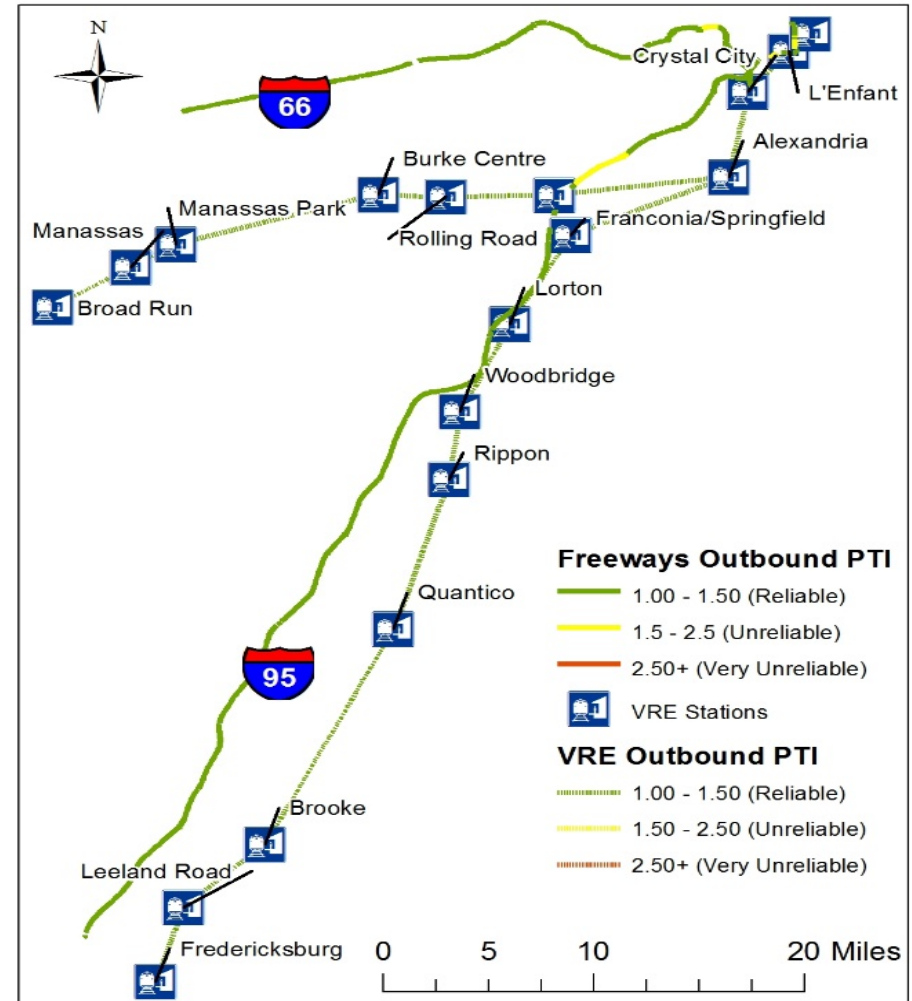 N
66
Crystal City
L'Enfant
Alexandria
Burke Centre
Manassas Park
Manassas
Rolling Road
Franconia/Springfield
Broad Run
Lorton
Woodbridge
Rippon
Quantico
95
Brooke
Leeland Road
Fredericksburg
Freeways Outbound PTI
1.00 - 1.50 (Reliable)
1.5 - 2.5 (Unreliable)
2.50+ (Very Unreliable)
VRE Stations
VRE Outbound PTI
1.00 - 1.50 (Reliable)
1.50 - 2.50 (Unreliable)
2.50+ (Very Unreliable)
0 5 10 20 Miles